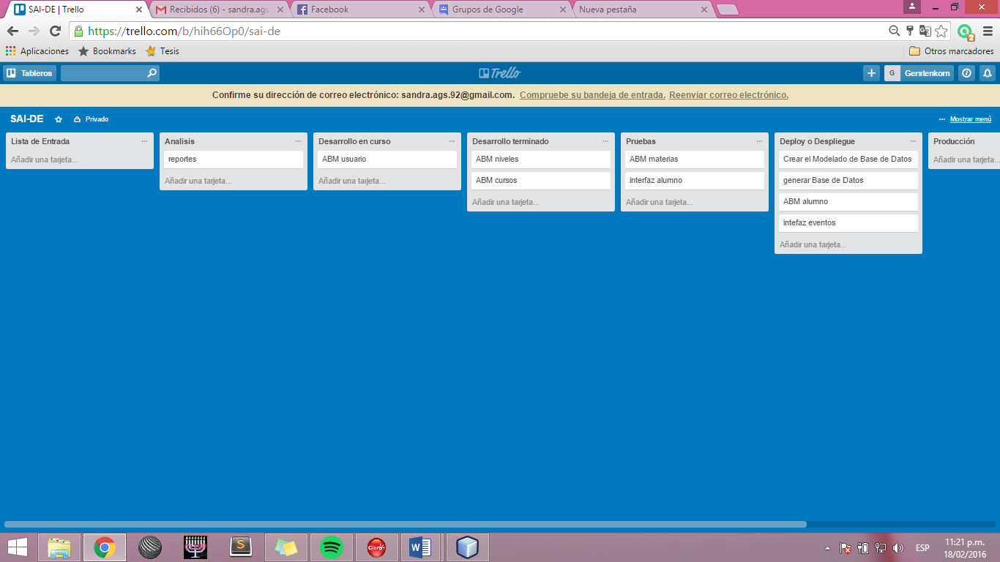 SAI-DE | Trello
Recibidos (6) - sandra.ags
Facebook
Grupos de Google
Nueva pestaña
https://trello.com/b/hih66Op0/sai-de
Aplicaciones
Bookmarks
Tesis
Otros marcadores
2
Tableros
Trello
G
Gerstenkorn
Confirme su dirección de correo electrónico: sandra.ags.92@gmail.com. Compruebe su bandeja de entrada. Reenviar correo electrónico.
SAI-DE
Privado
Mostrar menú
Lista de Entrada
Añadir una tarjeta...
Analisis
reportes
Añadir una tarjeta...
Desarrollo en curso
ABM usuario
Añadir una tarjeta...
Desarrollo terminado
ABM niveles
ABM cursos
Añadir una tarjeta...
Pruebas
ABM materias
interfaz alumno
Añadir una tarjeta...
Deploy o Despliegue
Crear el Modelado de Base de Datos
generar Base de Datos
ABM alumno
intefaz eventos
Añadir una tarjeta...
Producción
Añadir una tarjeta...
S
Claro
W
ESP
11:21 p.m.
18/02/2016